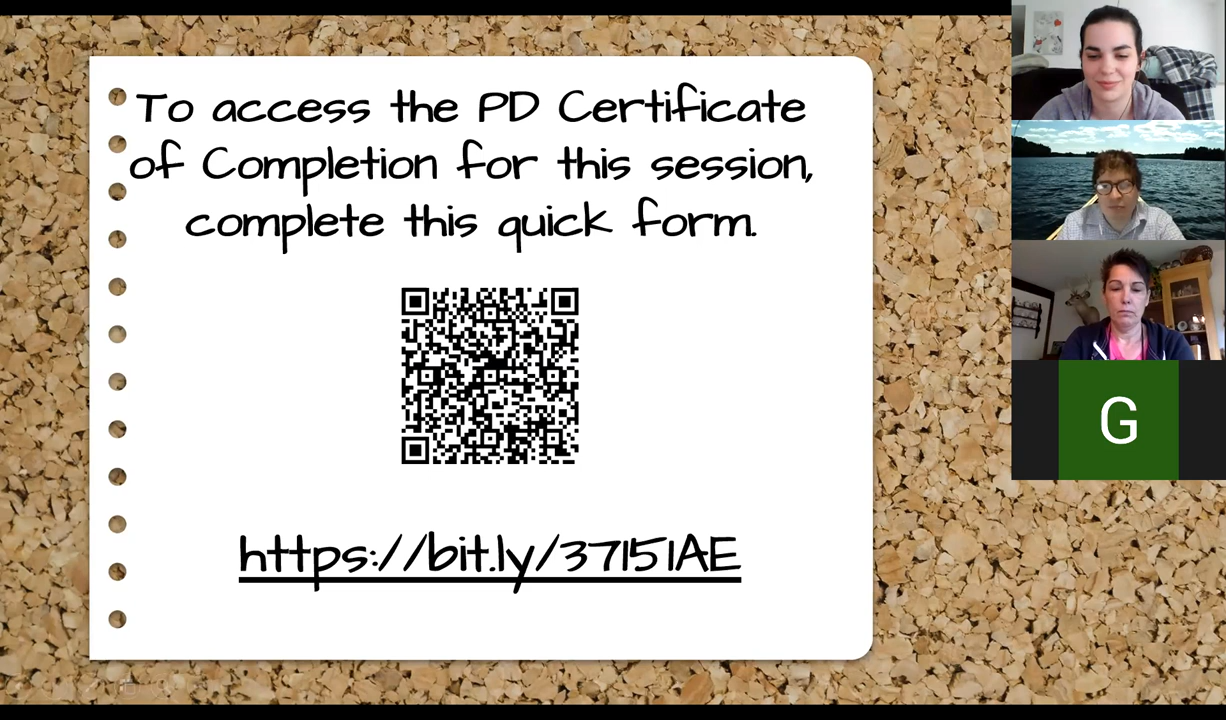 To access the PD Certificate
of Completion for this session,
complete this quick form.
https://bit.ly/37151AE
G